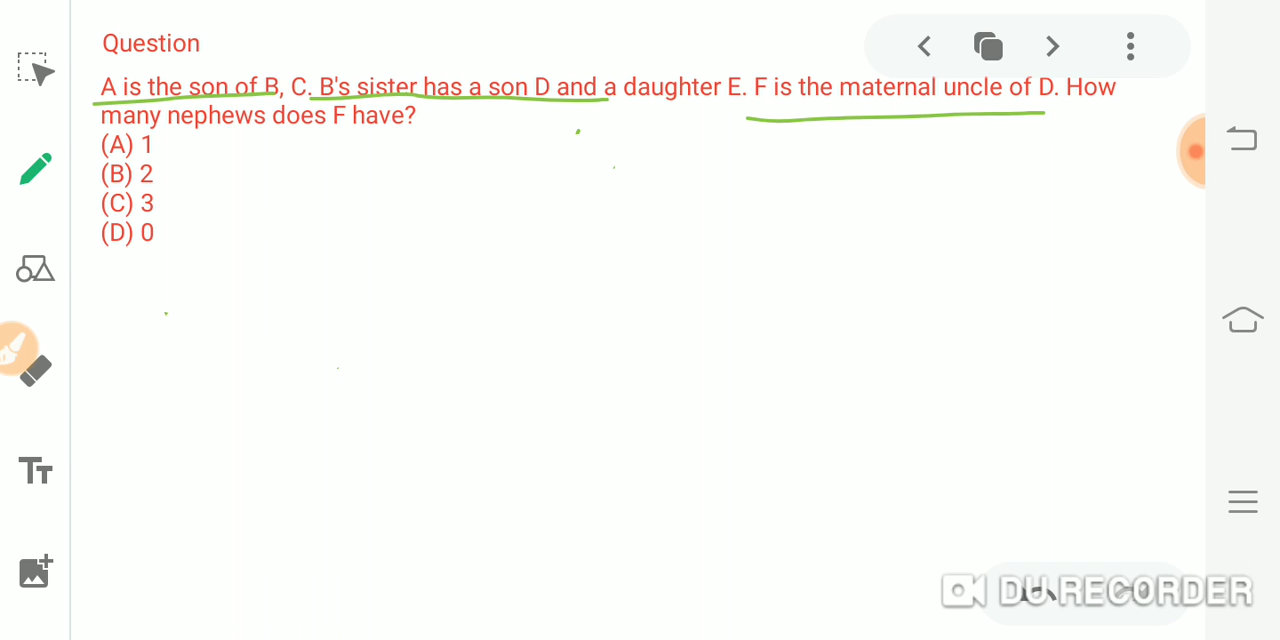 Question
A is the son of B, C. B's sister has a son D and a daughter E. F is the maternal uncle of D. How
many nephews does F have?
(A) 1
(B) 2
(C) 3
(D) 0
TT
DU RECORDER